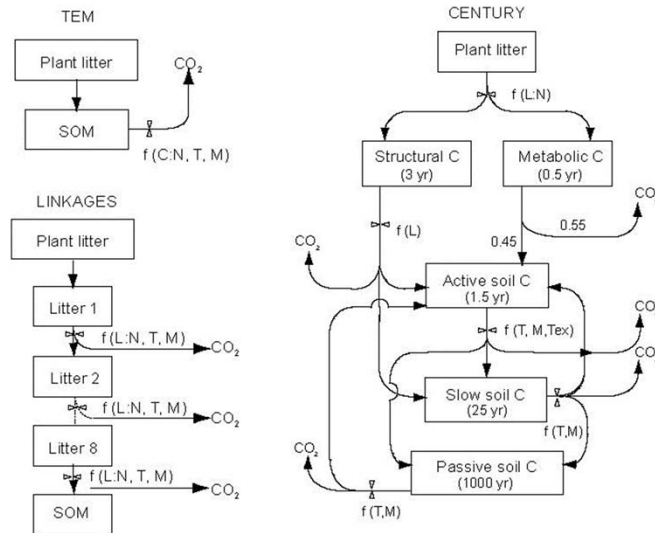 TEM
Plant litter
CO2
SOM
f (C:N, T, M)
LINKAGES
Plant litter
Litter 1
f (L:N, T, M)
CO2
Litter 2
f (L:N, T, M)
CO2
Litter 8
f (L:N, T, M)
CO2
SOM
CENTURY
Plant litter
f (L:N)
Structural C
(3 yr)
Metabolic C
(0.5 yr)
CO
f (L)
0.55
0.45
CO2
Active soil C
(1.5 yr)
f (T, M,Tex)
CO
CO
Slow soil C
(25 yr)
f (T,M)
CO2
Passive soil C
(1000 yr)
f (T,M)